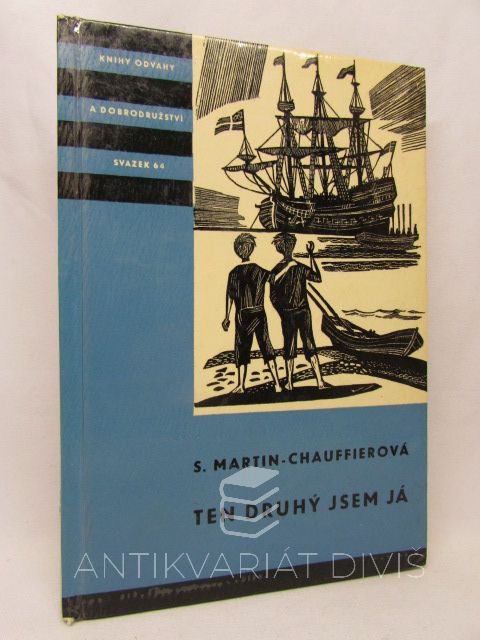 KNIHY ODVAHY
A DOBRODRUŽSTVÍ
SVAZEK 64
S. MARTIN-CHAUFFIEROVÁ
TEN DRUHÝ JSEM JÁ
ANTIKVARIÁT DIVIŠ